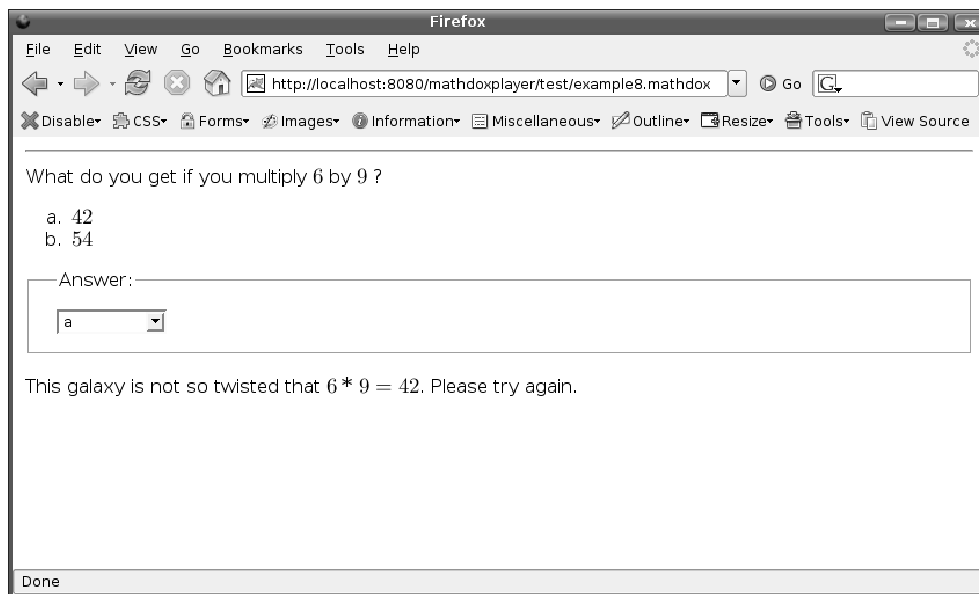 Firefox
File Edit View Go Bookmarks Tools Help
http://localhost:8080/mathdoxplayer/test/example8.mathdox Go G
Disable CSS Forms Images Information Miscellaneous Outline Resize Tools View Source
What do you get if you multiply 6 by 9 ?
a. 42
b. 54
Answer:
a
This galaxy is not so twisted that 6 * 9 = 42. Please try again.
Done